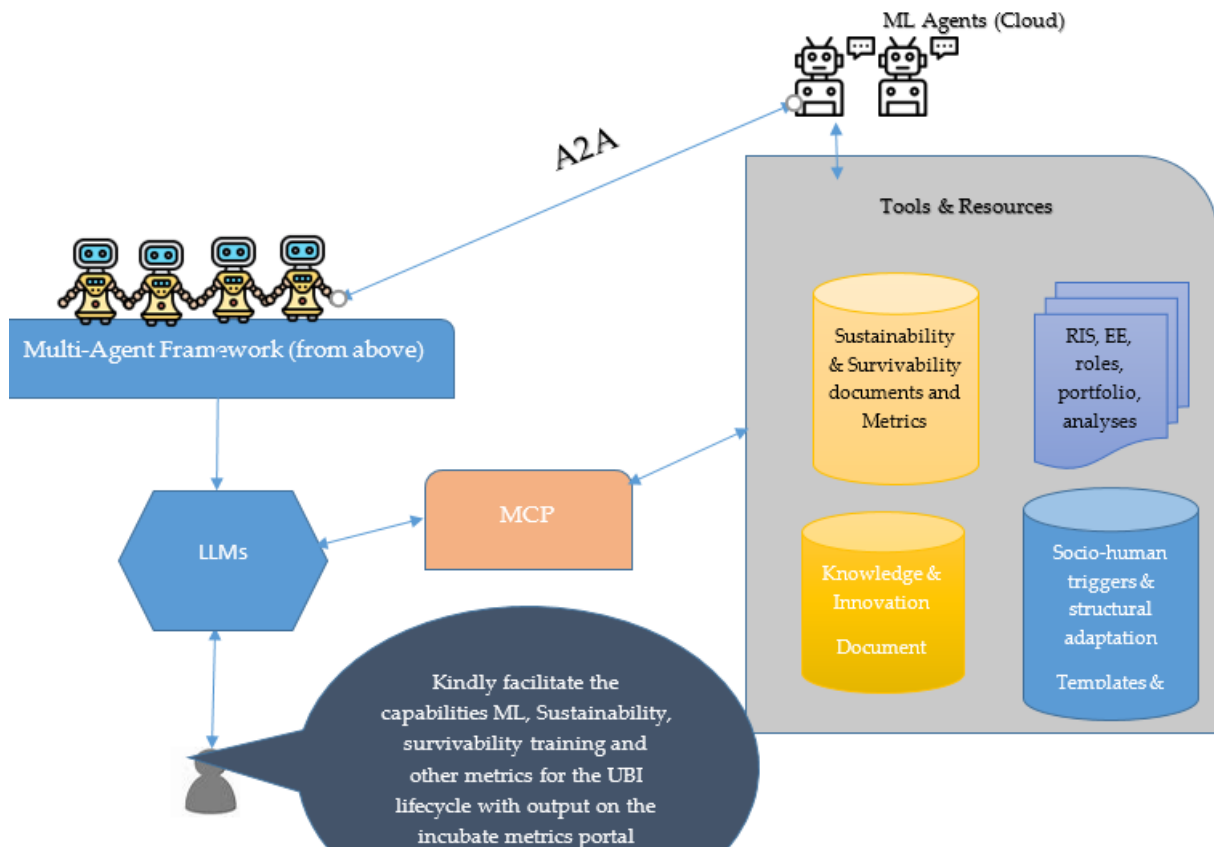 ML Agents (Cloud)
A2A
Tools & Resources
Multi-Agent Framework (from above)
Sustainability
& Survivability
documents and
Metrics
RIS, EE,
roles,
portfolio,
analyses
MCP
LLMs
Knowledge &
Innovation
Document
Socio-human
triggers &
structural
adaptation
Templates &
Kindly facilitate the
capabilities ML, Sustainability,
survivability training and
other metrics for the UBI
lifecycle with output on the
incubate metrics portal